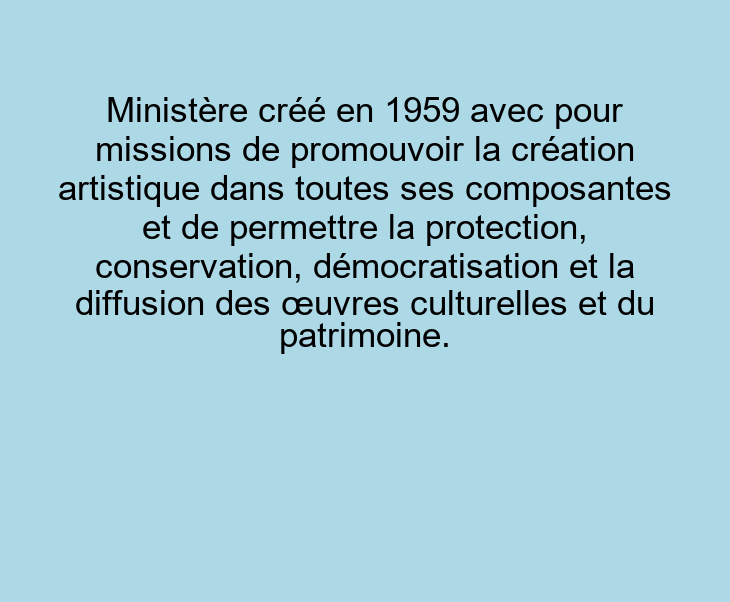 Ministère créé en 1959 avec pour
missions de promouvoir la création
artistique dans toutes ses composantes
et de permettre la protection,
conservation, démocratisation et la
diffusion des œuvres culturelles et du
patrimoine.